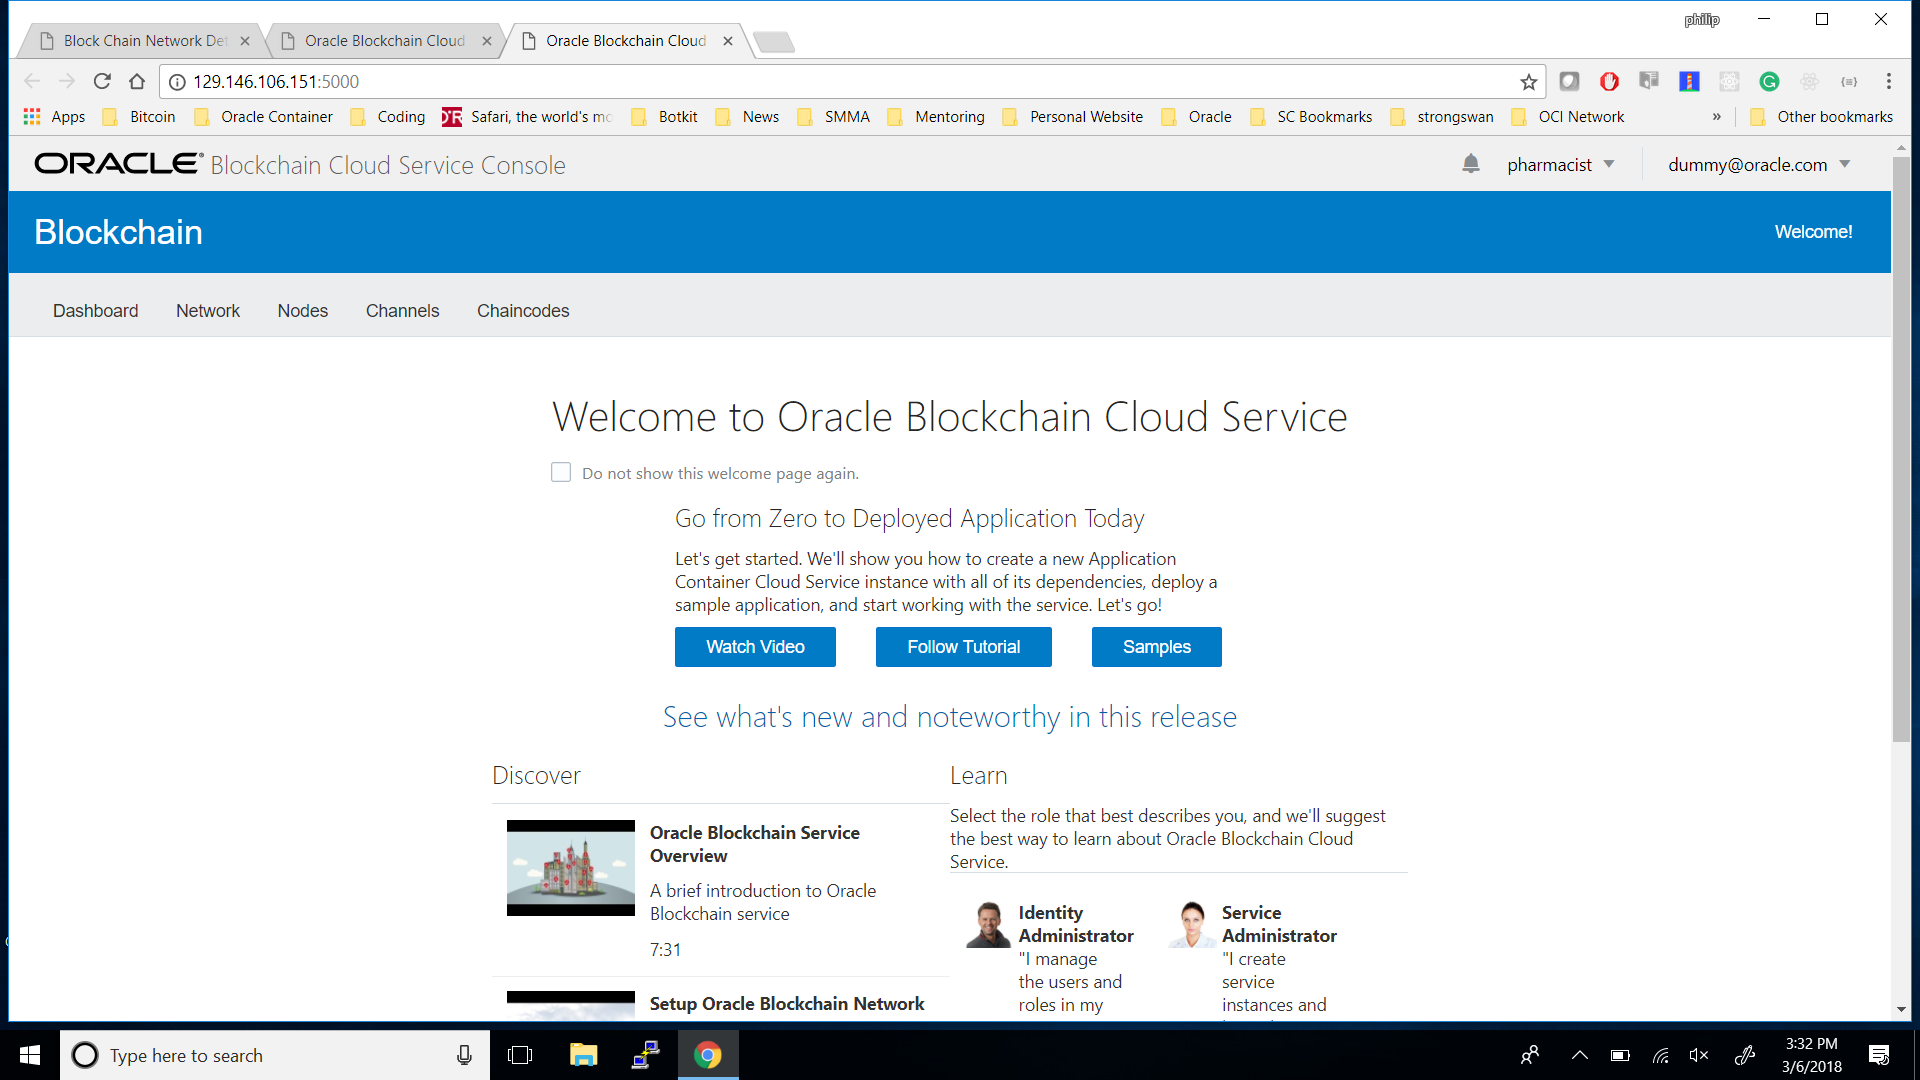 philip
Block Chain Network Det
Oracle Blockchain Cloud
Oracle Blockchain Cloud
129.146.106.151:5000
Apps
Bitcoin
Oracle Container
Coding
Safari, the world's mo
Botkit
News
SMMA
Mentoring
Personal Website
Oracle
SC Bookmarks
strongswan
OCI Network
»
Other bookmarks
ORACLE® Blockchain Cloud Service Console
pharmacist
dummy@oracle.com
Blockchain
Welcome!
Dashboard
Network
Nodes
Channels
Chaincodes
Welcome to Oracle Blockchain Cloud Service
Do not show this welcome page again.
Go from Zero to Deployed Application Today
Let's get started. We'll show you how to create a new Application
Container Cloud Service instance with all of its dependencies, deploy a
sample application, and start working with the service. Let's go!
Watch Video
Follow Tutorial
Samples
See what's new and noteworthy in this release
Discover
Oracle Blockchain Service
Overview
A brief introduction to Oracle
Blockchain service
7:31
Setup Oracle Blockchain Network
Learn
Select the role that best describes you, and we'll suggest
the best way to learn about Oracle Blockchain Cloud
Service.
Identity
Administrator
"I manage
the users and
roles in my
Service
Administrator
"I create
service
instances and
Type here to search
3:32 PM
3/6/2018